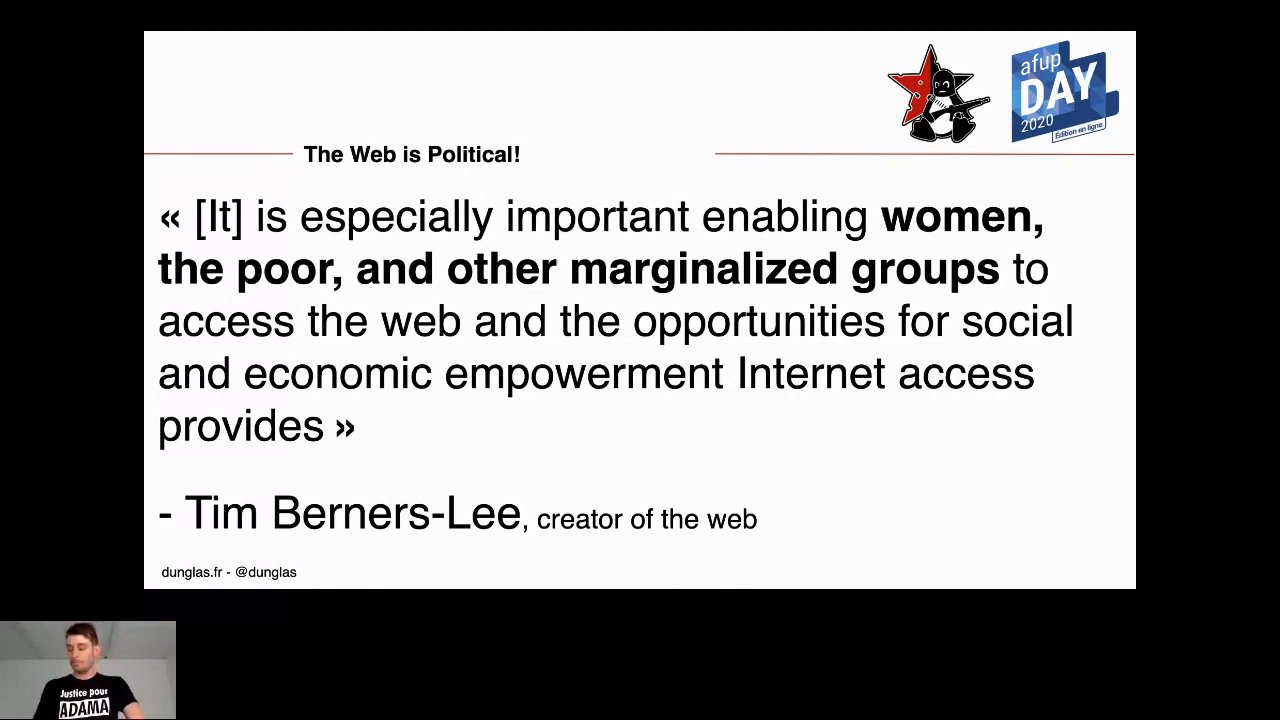 afup
DAY
2020
Édition en ligne
The Web is Political!
« [It] is especially important enabling women,
the poor, and other marginalized groups to
access the web and the opportunities for social
and economic empowerment Internet access
provides »
- Tim Berners-Lee, creator of the web
dunglas.fr - @dunglas
Justice pour
ADAMA